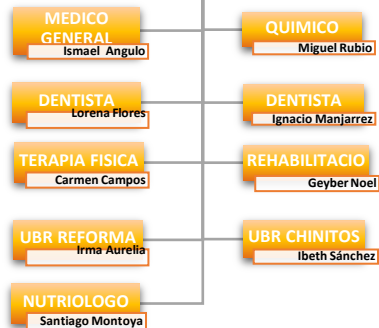 MEDICO
GENERAL
Ismael Angulo
QUIMICO
Miguel Rubio
DENTISTA
Lorena Flores
DENTISTA
Ignacio Manjarrez
TERAPIA FISICA
Carmen Campos
REHABILITACIO
Geyber Noel
UBR REFORMA
Irma Aurelia
UBR CHINITOS
Ibeth Sánchez
NUTRIOLOGO
Santiago Montoya